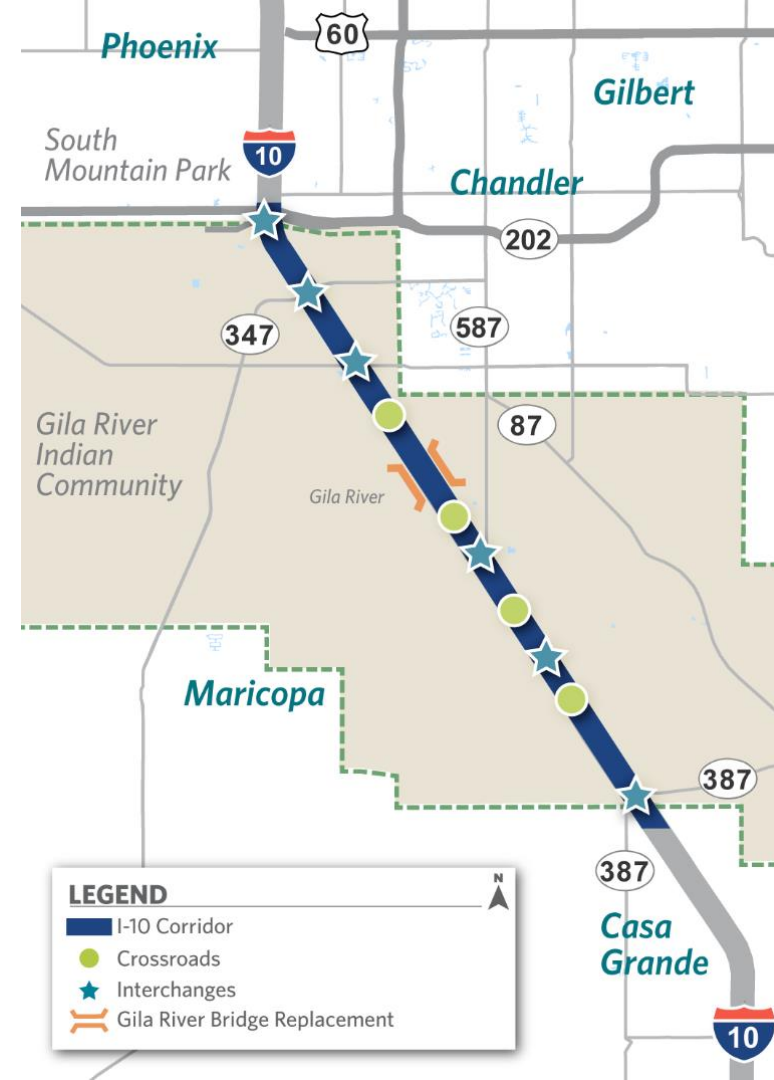 60
Phoenix
Gilbert
South
Mountain Park
10
Chandler
202
347
587
Gila River
Indian
Community
87
Gila River
Maricopa
387
387
LEGEND
N
I-10 Corridor
Crossroads
Interchanges
Gila River Bridge Replacement
Casa
Grande
10